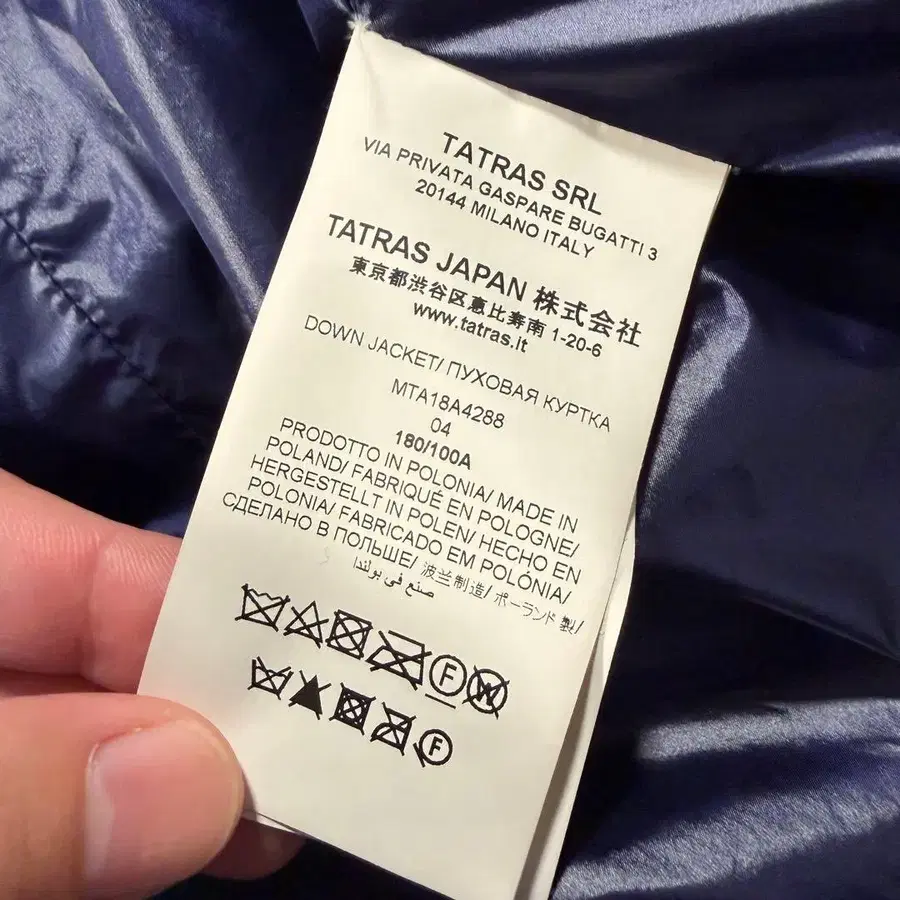 TATRAS SRL
VIA PRIVATA GASPARE BUGATTI 3
20144 MILANO ITALY
TATRAS JAPAN 株式会社
東京都渋谷区恵比寿南 1-20-6
www.tatras.it
DOWN JACKET/ ПУХОВАЯ КУРТКА
MTA18A4288
04
180/100A
PRODOTTO IN POLONIA/ MADE IN
POLAND/ FABRIQUÉ EN POLOGNE/
HERGESTELLT IN POLEN/ HECHO EN
POLONIA/ FABRICADO EM POLÓNIA/
СДЕЛАНО В ПОЛЬШЕ/ 波兰制造/ ポーランド 製/
صنع في بولندا
F W
F